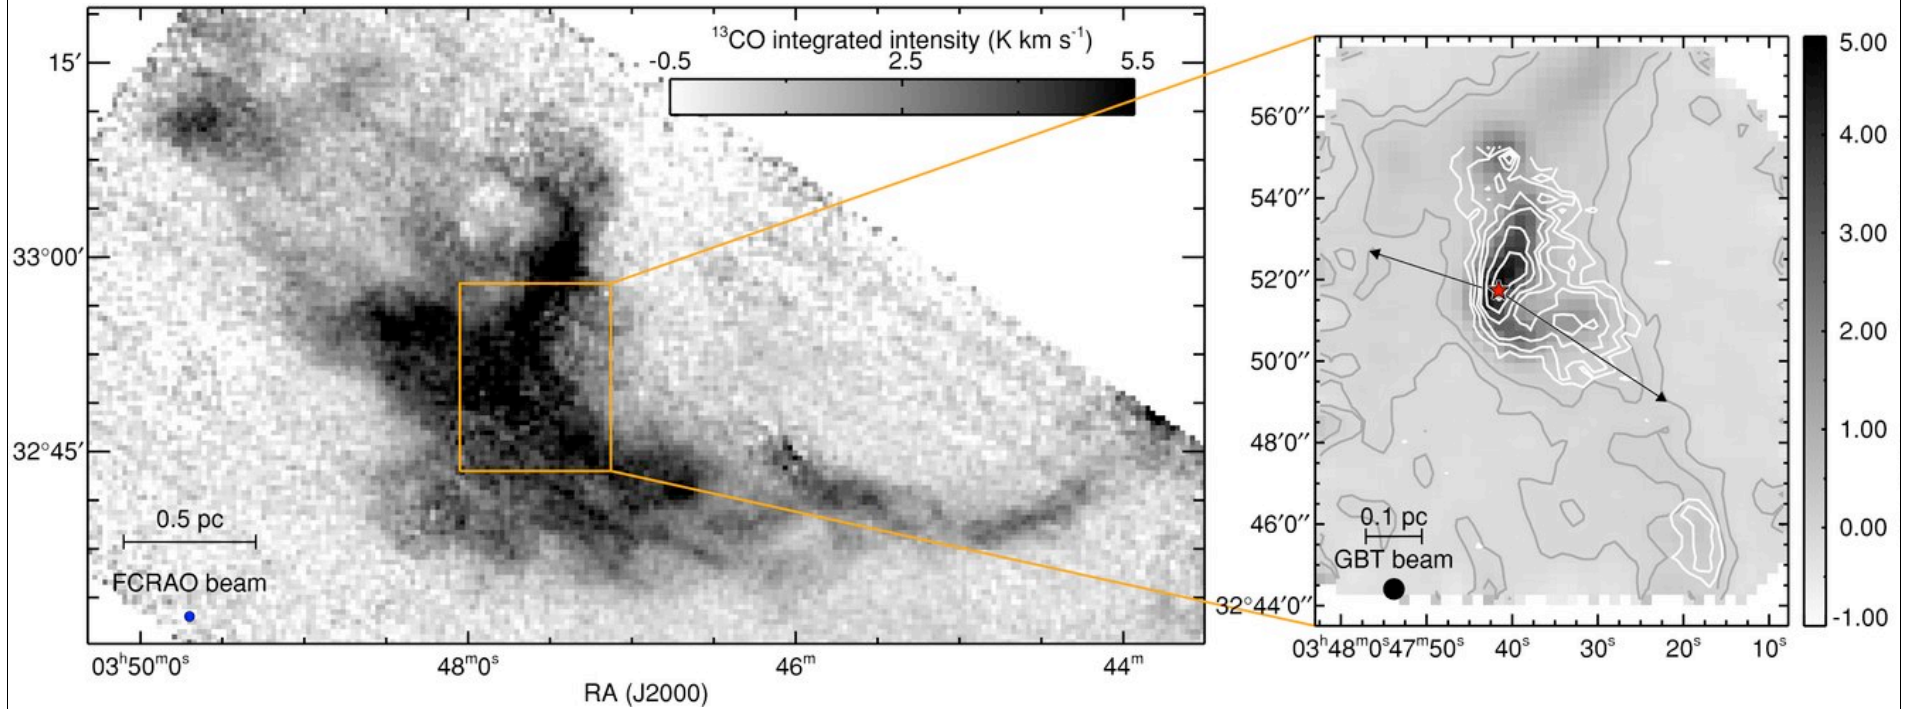 ¹³CO integrated intensity (K km s⁻¹)
-0.5 2.5 5.5
15′
33°00′
32°45′
0.5 pc
FCRAO beam
03ʰ50ᵐ0ˢ 48ᵐ0ˢ 46ᵐ 44ᵐ
RA (J2000)
56′0′′
54′0′′
52′0′′
50′0′′
48′0′′
46′0′′
32°44′0′′
0.1 pc
GBT beam
03ʰ48ᵐ0ˢ47ᵐ50ˢ 40ˢ 30ˢ 20ˢ 10ˢ
5.00
4.00
3.00
2.00
1.00
0.00
-1.00